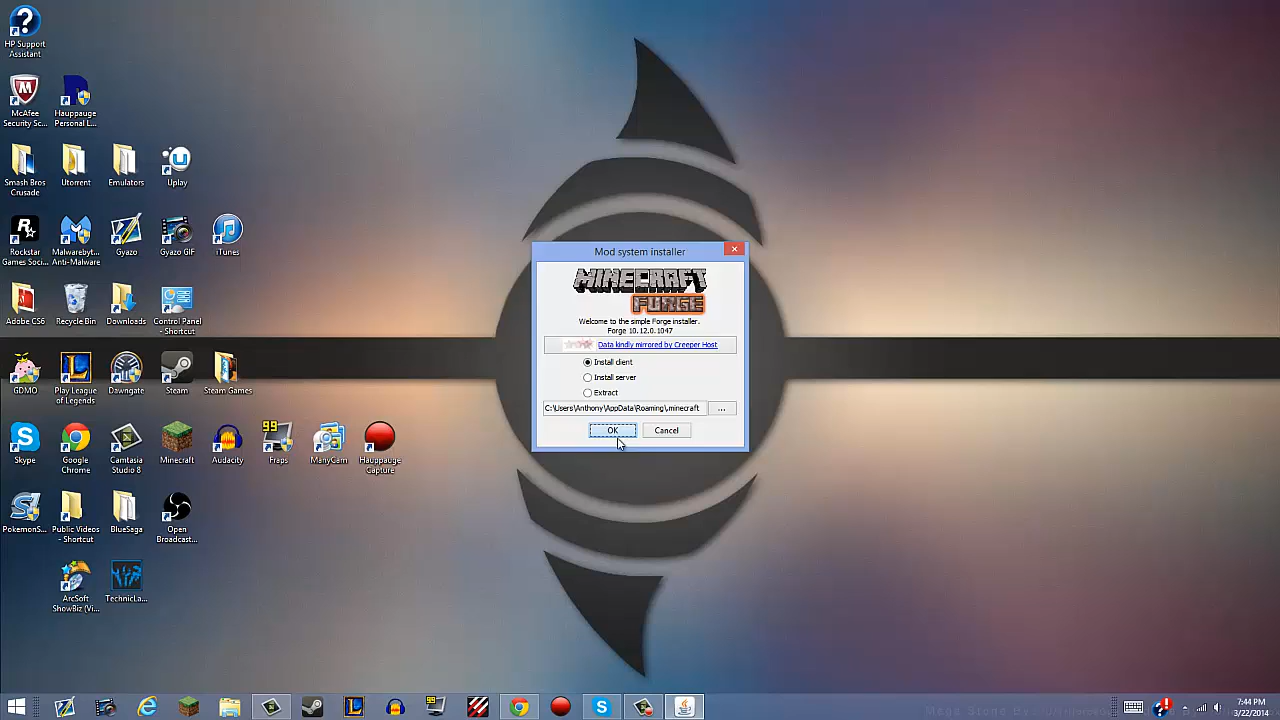 HP Support
Assistant
McAfee
Security Sc...
Hauppauge
Personal L...
Smash Bros
Crusade
Utorrent
Emulators
Uplay
Rockstar
Games Soci...
Malwarebyt...
Anti-Malware
Gyazo
Gyazo GIF
iTunes
Adobe CS6
Recycle Bin
Downloads
Control Panel
- Shortcut
GDMO
Play League
of Legends
Dawngate
Steam
Steam Games
Skype
Google
Chrome
Camtasia
Studio 8
Minecraft
Audacity
99
Fraps
ManyCam
Hauppauge
Capture
PokemonS...
Public Videos
- Shortcut
BlueSaga
Open
Broadcast...
ArcSoft
ShowBiz (Vi...
TechnicLa...
Mod system installer
MINECRAFT
FORGE
Welcome to the simple Forge installer.
Forge 10.12.0.1047
Data kindly mirrored by Creeper Host
Install client
Install server
Extract
C:\Users\Anthony\AppData\Roaming\.minecraft
...
OK
Cancel
7:44 PM
3/22/2014